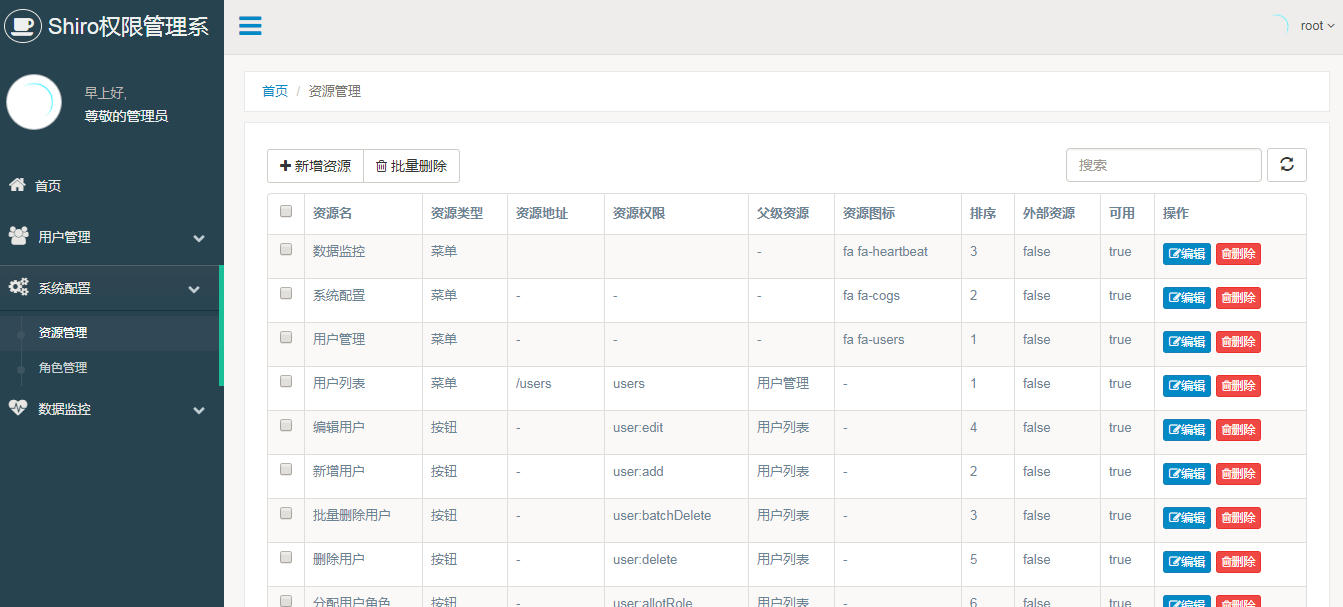 Shiro权限管理系
root
早上好,
尊敬的管理员
首页
用户管理
系统配置
资源管理
角色管理
数据监控
首页 / 资源管理
新增资源 批量删除 搜索
资源名 资源类型 资源地址 资源权限 父级资源 资源图标 排序 外部资源 可用 操作
数据监控 菜单 - fa fa-heartbeat 3 false true 编辑 删除
系统配置 菜单 - - - fa fa-cogs 2 false true 编辑 删除
用户管理 菜单 - - - fa fa-users 1 false true 编辑 删除
用户列表 菜单 /users users 用户管理 - 1 false true 编辑 删除
编辑用户 按钮 - user:edit 用户列表 - 4 false true 编辑 删除
新增用户 按钮 - user:add 用户列表 - 2 false true 编辑 删除
批量删除用户 按钮 - user:batchDelete 用户列表 - 3 false true 编辑 删除
删除用户 按钮 - user:delete 用户列表 - 5 false true 编辑 删除
分配用户角色 按钮 - user:allotRole 用户列表 - 6 false true 编辑 删除